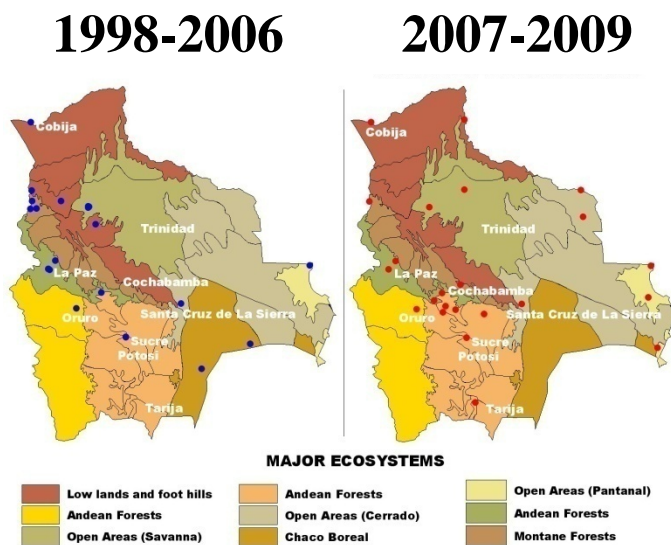 1998-2006 2007-2009
Cobija
Trinidad
La Paz
Cochabamba
Oruro
Santa Cruz de La Sierra
Sucre
Potosi
Tarija
Cobija
Trinidad
La Paz
Cochabamba
Oruro
Santa Cruz de La Sierra
Sucre
Potosi
Tarija
MAJOR ECOSYSTEMS
Low lands and foot hills
Andean Forests
Open Areas (Savanna)
Andean Forests
Open Areas (Cerrado)
Chaco Boreal
Open Areas (Pantanal)
Andean Forests
Montane Forests